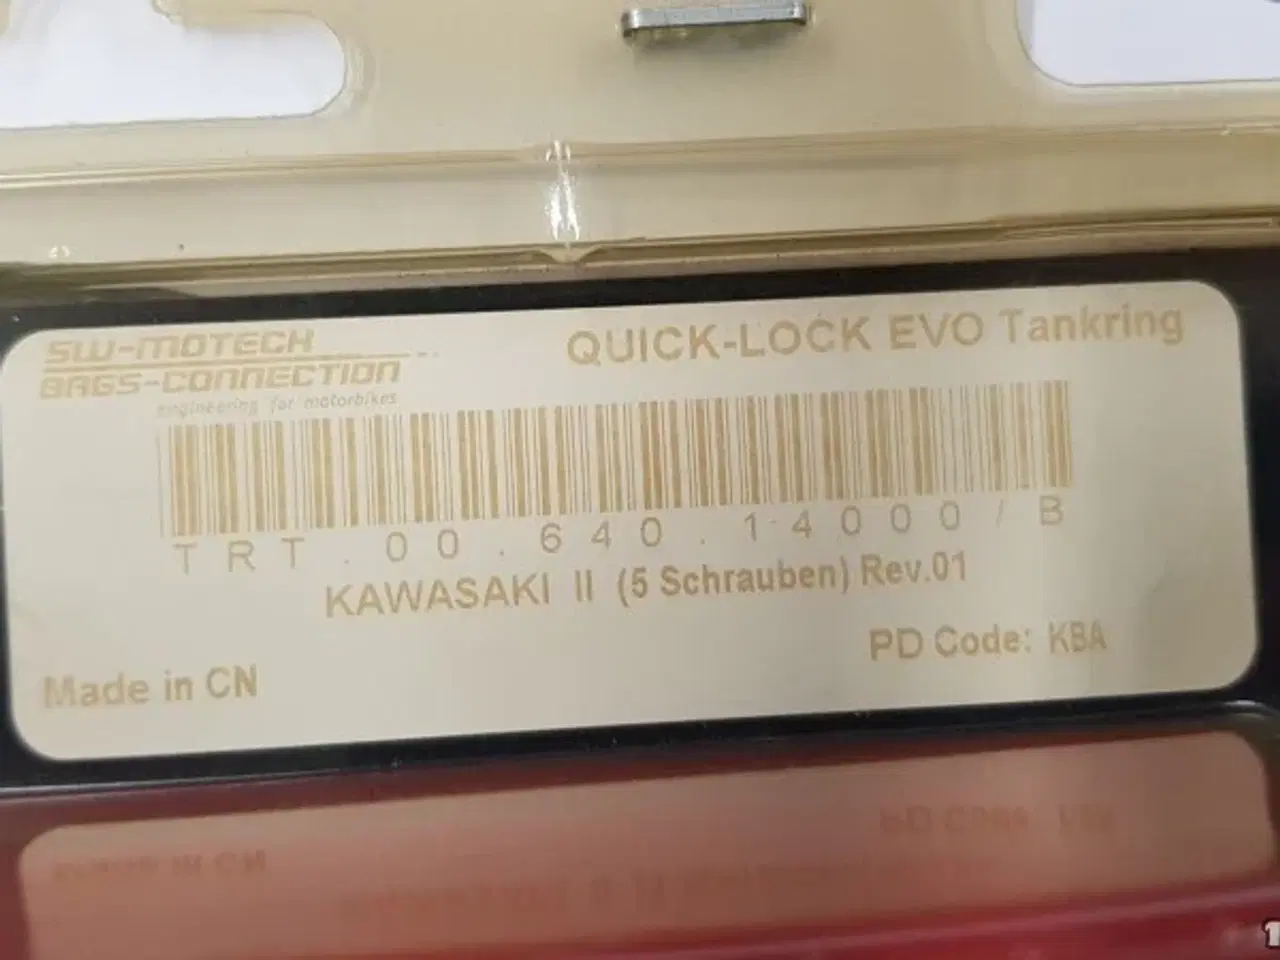 SW-MOTECH
BAGS-CONNECTION
engineering for motorbikes
QUICK-LOCK EVO Tankring
TRT.00.640.14000/B
KAWASAKI II (5 Schrauben) Rev.01
PD Code: KBA
Made in CN